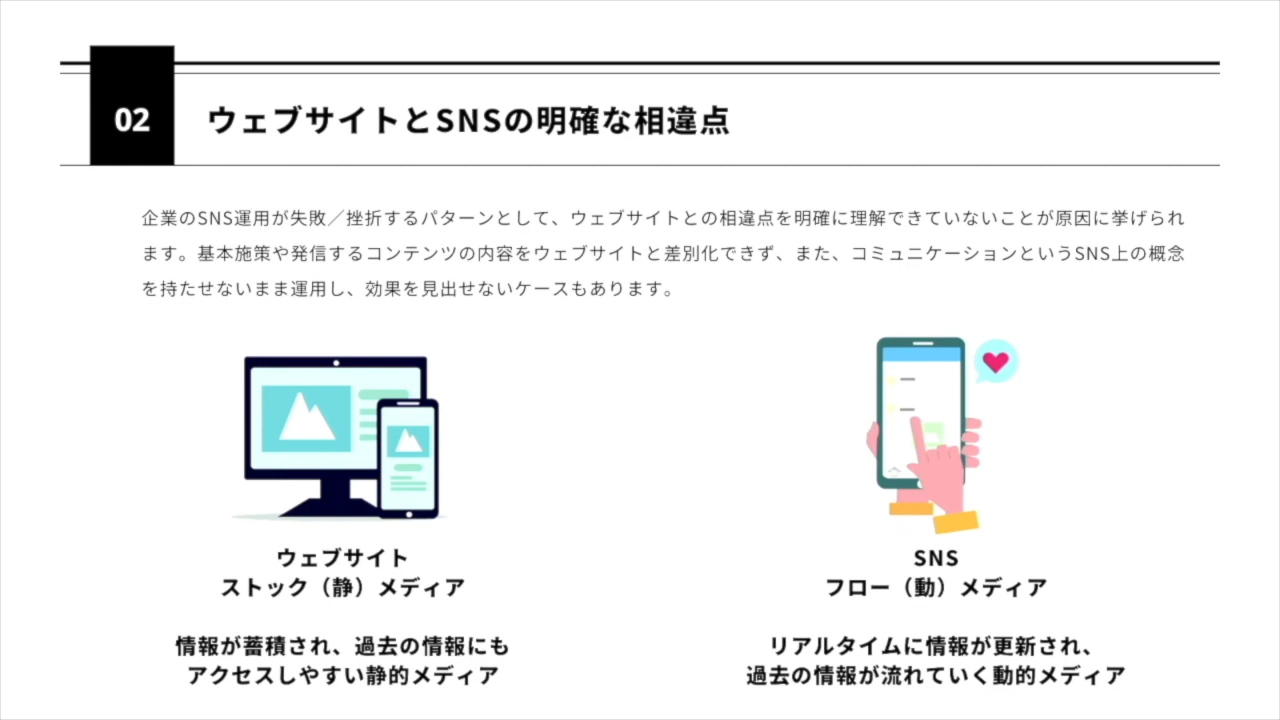 02
ウェブサイトとSNSの明確な相違点
企業のSNS運用が失敗／挫折するパターンとして、ウェブサイトとの相違点を明確に理解できていないことが原因に挙げられ
ます。基本施策や発信するコンテンツの内容をウェブサイトと差別化できず、また、コミュニケーションというSNS上の概念
を持たせないまま運用し、効果を見出せないケースもあります。
ウェブサイト
ストック（静）メディア
情報が蓄積され、過去の情報にも
アクセスしやすい静的メディア
SNS
フロー（動）メディア
リアルタイムに情報が更新され、
過去の情報が流れていく動的メディア